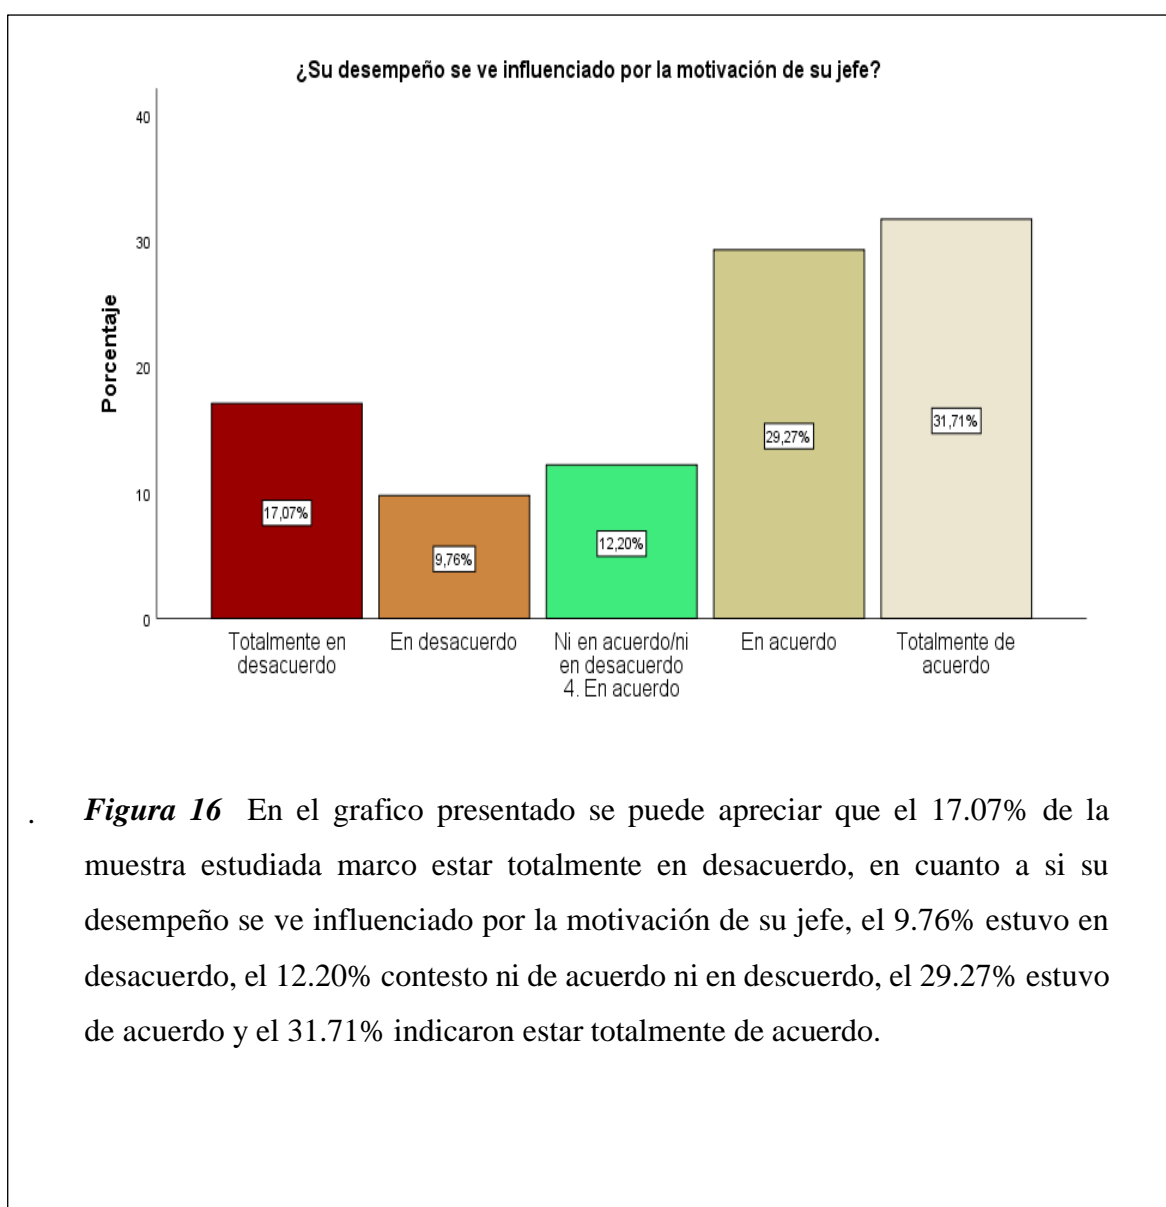 ¿Su desempeño se ve influenciado por la motivación de su jefe?
40
30
20
10
0
Porcentaje
17,07%
9,76%
12,20%
29,27%
31,71%
Totalmente en
desacuerdo
En desacuerdo
Ni en acuerdo/ni
en desacuerdo
4. En acuerdo
En acuerdo
Totalmente de
acuerdo
. Figura 16 En el grafico presentado se puede apreciar que el 17.07% de la
muestra estudiada marco estar totalmente en desacuerdo, en cuanto a si su
desempeño se ve influenciado por la motivación de su jefe, el 9.76% estuvo en
desacuerdo, el 12.20% contesto ni de acuerdo ni en descuerdo, el 29.27% estuvo
de acuerdo y el 31.71% indicaron estar totalmente de acuerdo.